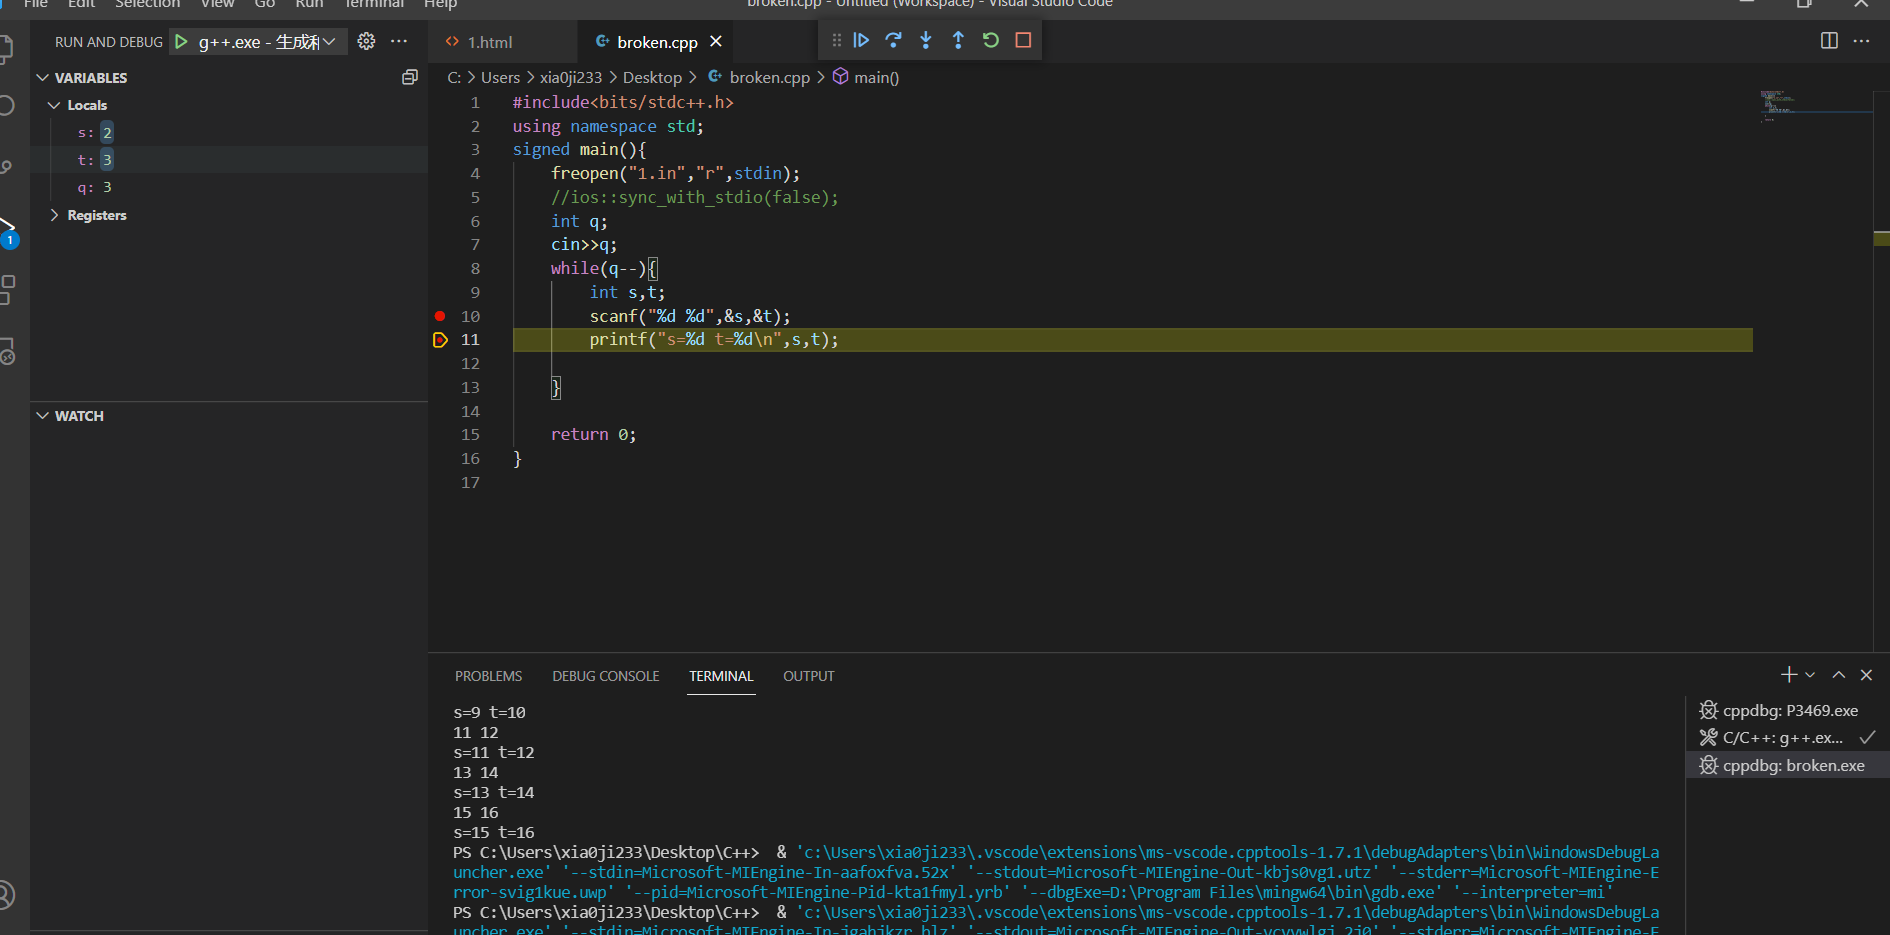 File Edit Selection View Go Run Terminal Help
broken.cpp - Untitled (Workspace) - Visual Studio Code
RUN AND DEBUG g++.exe - 生成和
1.html
broken.cpp
VARIABLES
Locals
s: 2
t: 3
q: 3
Registers
1
WATCH
C: > Users > xia0ji233 > Desktop > broken.cpp > main()
1 #include<bits/stdc++.h>
2 using namespace std;
3 signed main(){
4 freopen("1.in","r",stdin);
5 //ios::sync_with_stdio(false);
6 int q;
7 cin>>q;
8 while(q--){
9 int s,t;
10 scanf("%d %d",&s,&t);
11 printf("s=%d t=%d\n",s,t);
12
13 }
14
15 return 0;
16 }
17
PROBLEMS DEBUG CONSOLE TERMINAL OUTPUT
s=9 t=10
11 12
s=11 t=12
13 14
s=13 t=14
15 16
s=15 t=16
PS C:\Users\xia0ji233\Desktop\C++> & 'c:\Users\xia0ji233\.vscode\extensions\ms-vscode.cpptools-1.7.1\debugAdapters\bin\WindowsDebugLa
uncher.exe' '--stdin=Microsoft-MIEngine-In-aafoxfva.52x' '--stdout=Microsoft-MIEngine-Out-kbjs0vg1.utz' '--stderr=Microsoft-MIEngine-E
rror-svig1kue.uwp' '--pid=Microsoft-MIEngine-Pid-kta1fmyl.yrb' '--dbgExe=D:\Program Files\mingw64\bin\gdb.exe' '--interpreter=mi'
PS C:\Users\xia0ji233\Desktop\C++> & 'c:\Users\xia0ji233\.vscode\extensions\ms-vscode.cpptools-1.7.1\debugAdapters\bin\WindowsDebugLa
uncher.exe'
cppdbg: P3469.exe
C/C++: g++.ex...
cppdbg: broken.exe